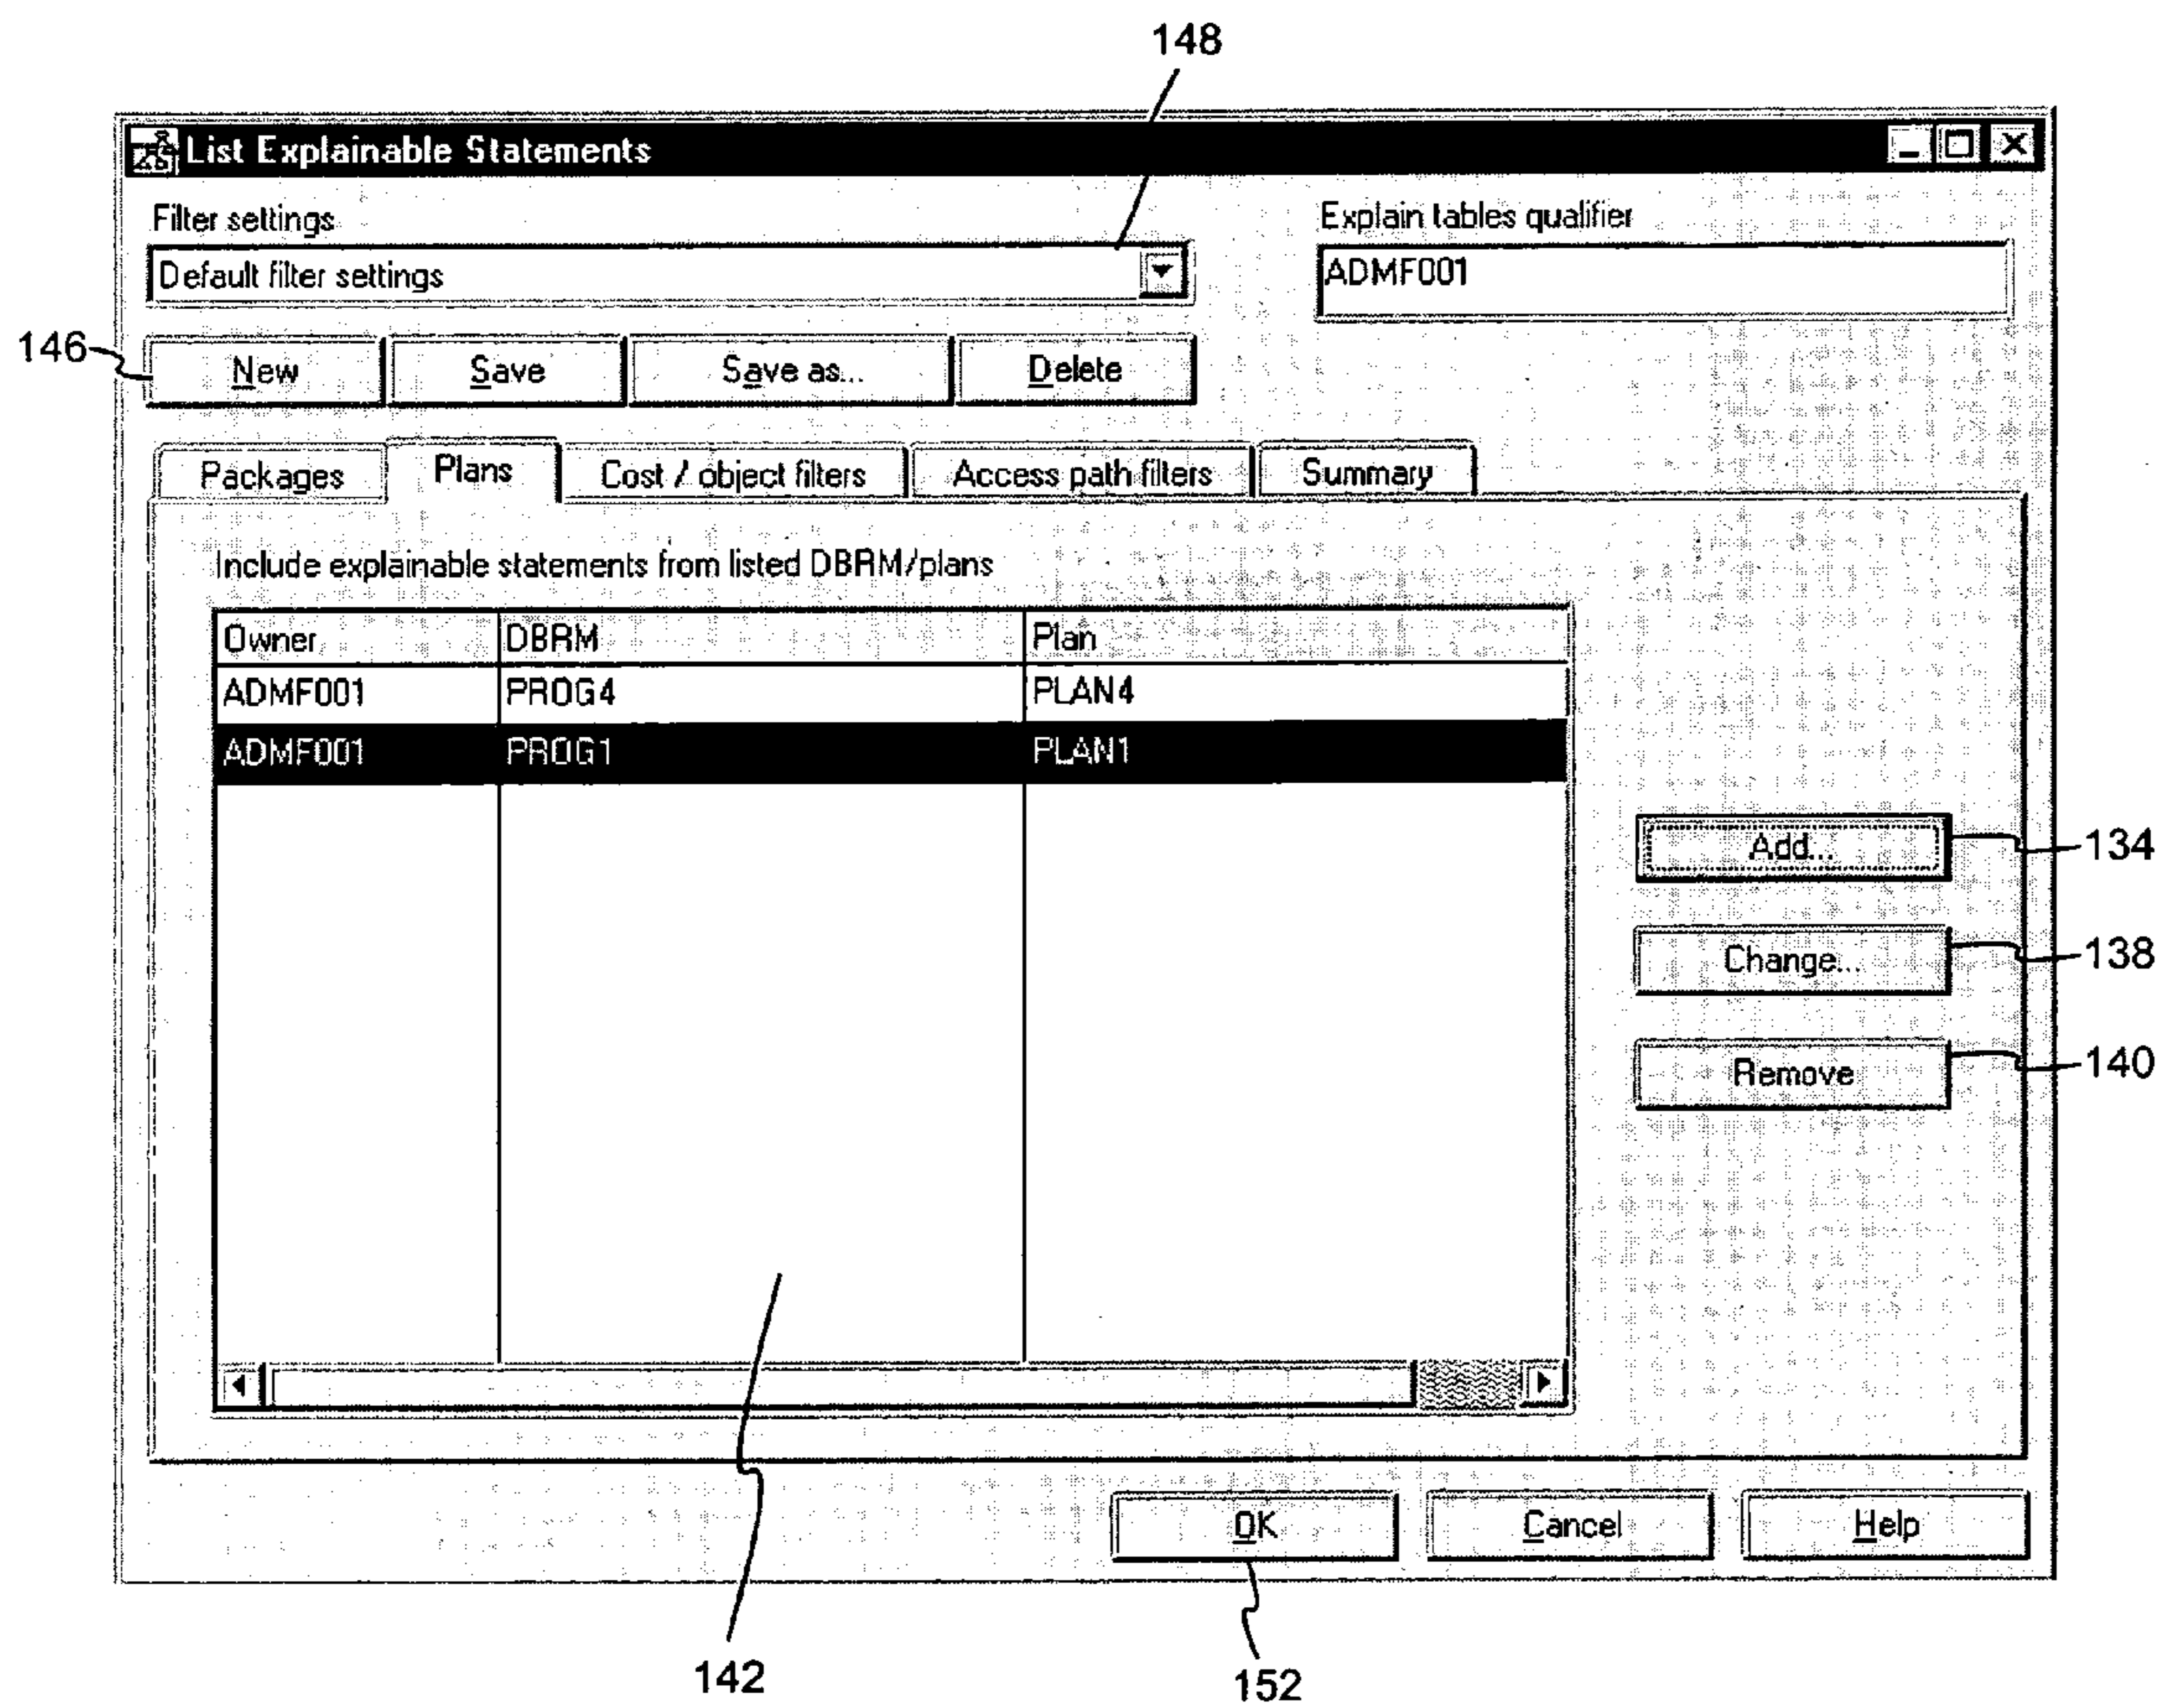 148
List Explainable Statements
Filter settings
Explain tables qualifier
Default filter settings
ADMF001
146
New Save Save as... Delete
Packages Plans Cost / object filters Access path filters Summary
Include explainable statements from listed DBRM/plans
Owner DBRM Plan
ADMF001 PROG4 PLAN4
ADMF001 PROG1 PLAN1
Add... 134
Change... 138
Remove 140
OK Cancel Help
142
152